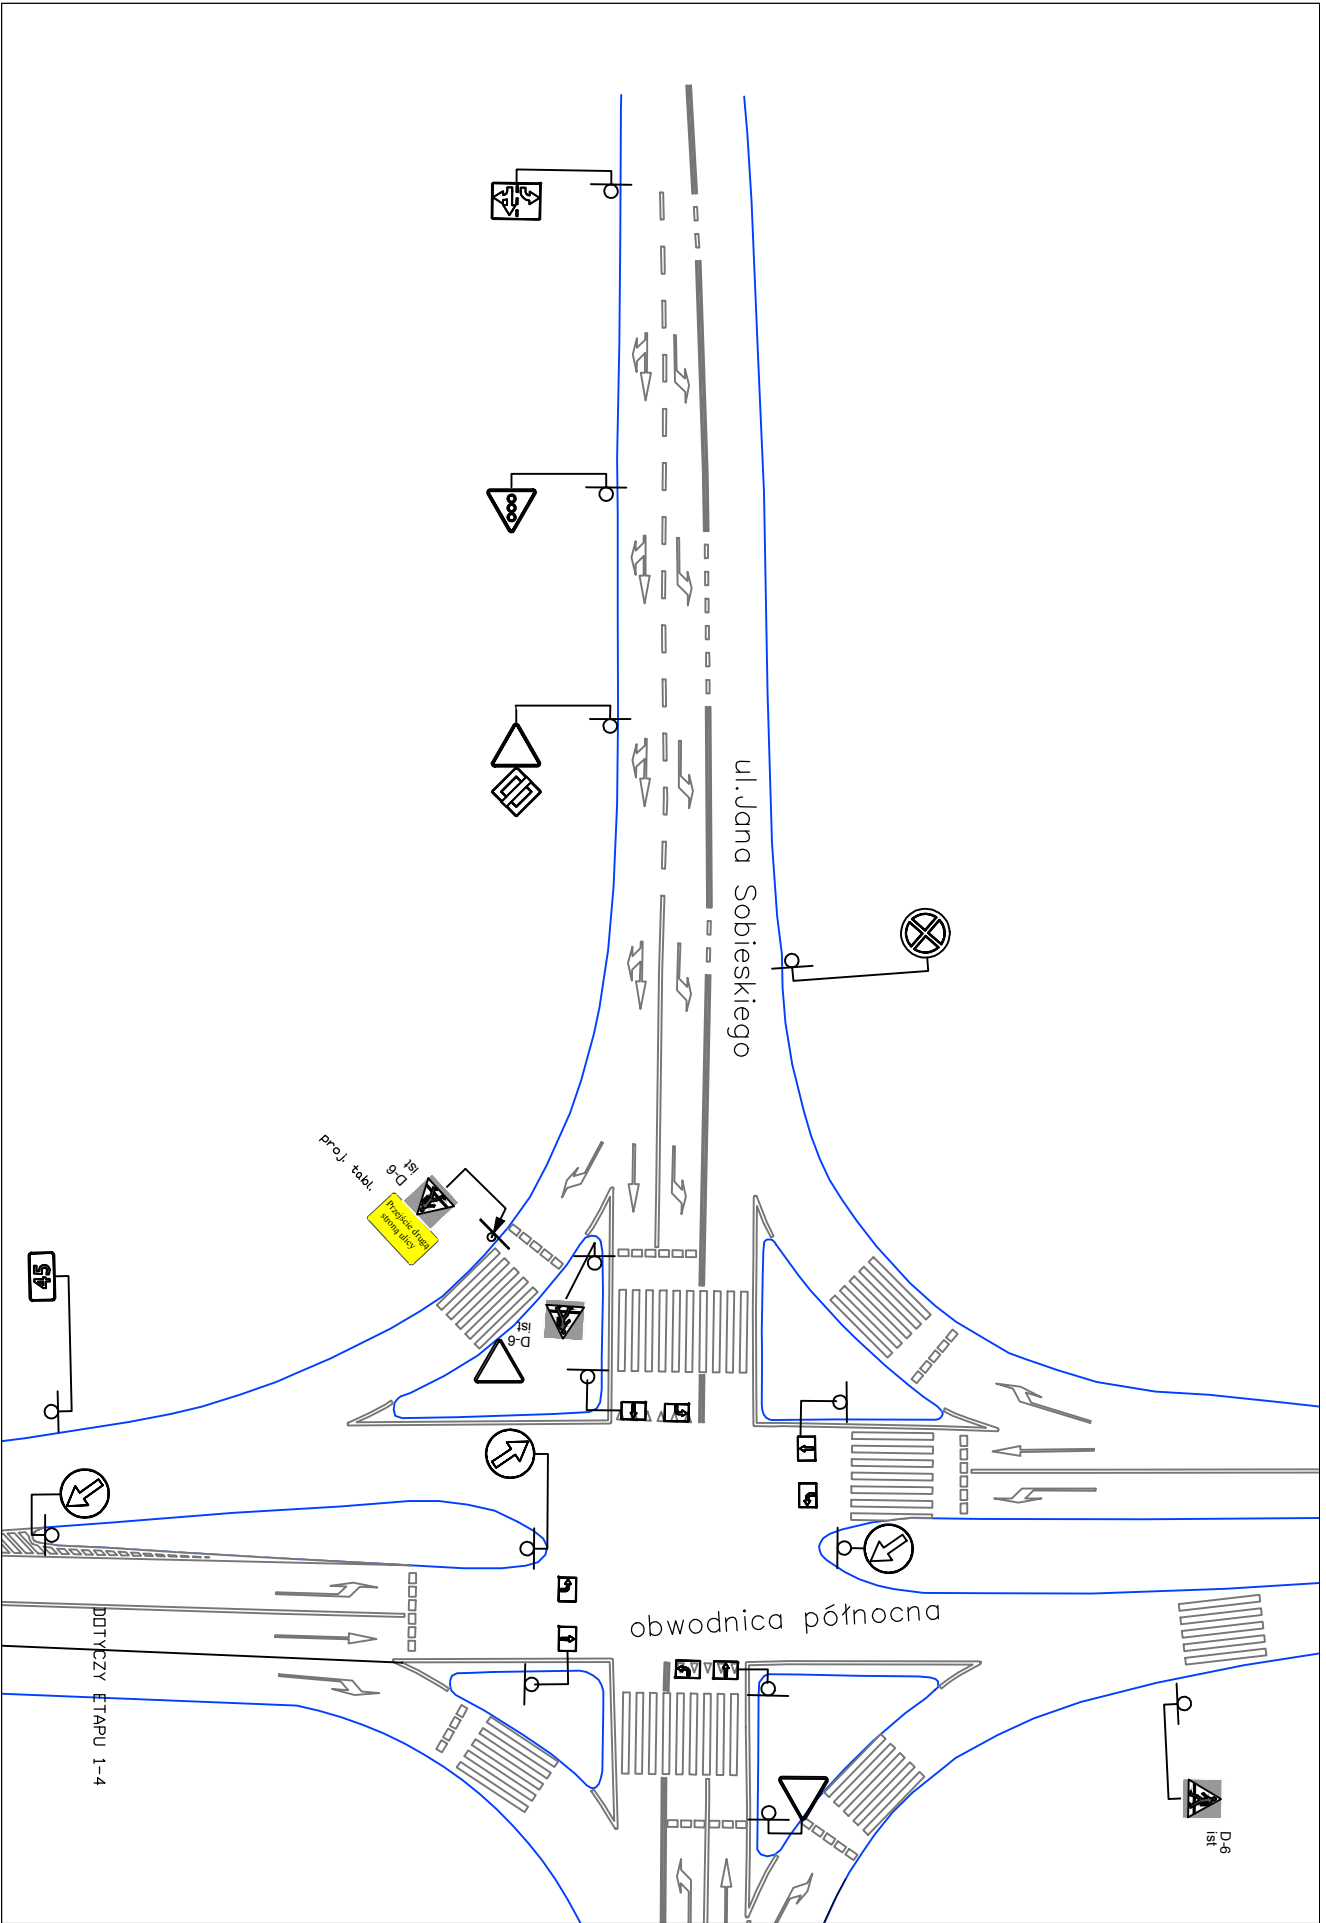 ul.Jana Sobieskiego
proj. tabl.
D-6
ist
Przejście drugą
stroną ulicy
45
D-6
ist
obwodnica północna
DOTYCZY ETAPU 1-4
D-6
ist